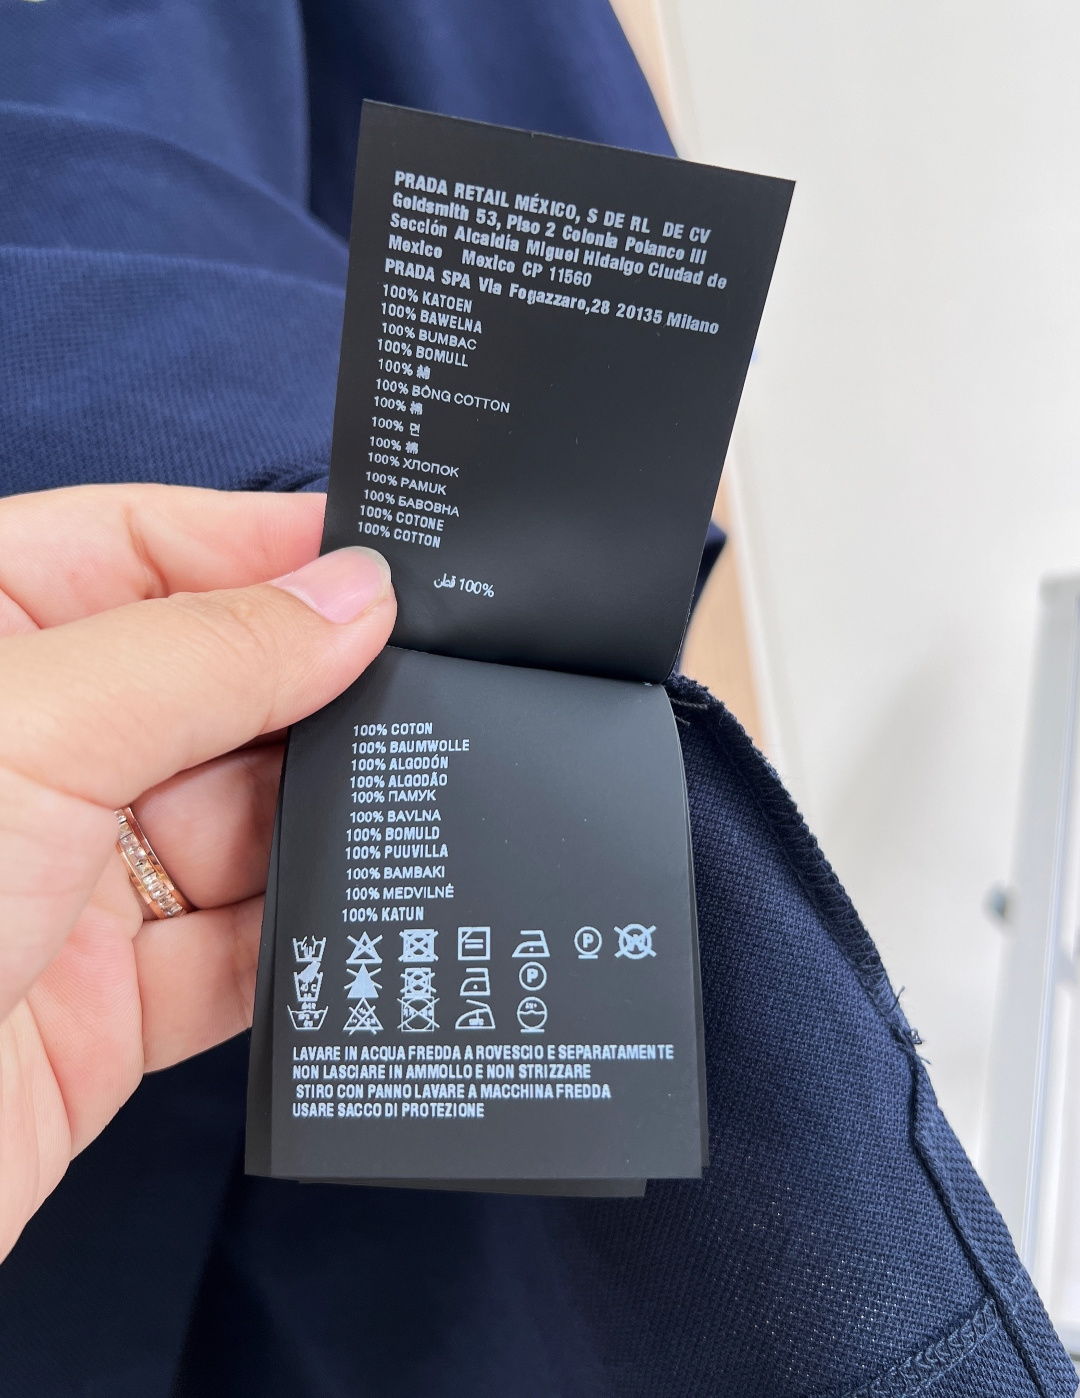 PRADA RETAIL MÉXICO, S DE RL DE CV
Goldsmith 53, Piso 2 Colonia Polanco III
Sección Alcaldía Miguel Hidalgo Ciudad de
Mexico Mexico CP 11560
PRADA SPA Via Fogazzaro,28 20135 Milano
100% KATOEN
100% BAWELNA
100% BUMBAC
100% BOMULL
100% 綿
100% BÔNG COTTON
100% 棉
100% 면
100% 棉
100% ХЛОПОК
100% PAMUK
100% БАВОВНА
100% COTONE
100% COTTON
100% قطن
100% COTON
100% BAUMWOLLE
100% ALGODÓN
100% ALGODÃO
100% ПАМУК
100% BAVLNA
100% BOMULD
100% PUUVILLA
100% BAMBAKI
100% MEDVILNĖ
100% KATUN
P
W
P
LAVARE IN ACQUA FREDDA A ROVESCIO E SEPARATAMENTE
NON LASCIARE IN AMMOLLO E NON STRIZZARE
STIRO CON PANNO LAVARE A MACCHINA FREDDA
USARE SACCO DI PROTEZIONE